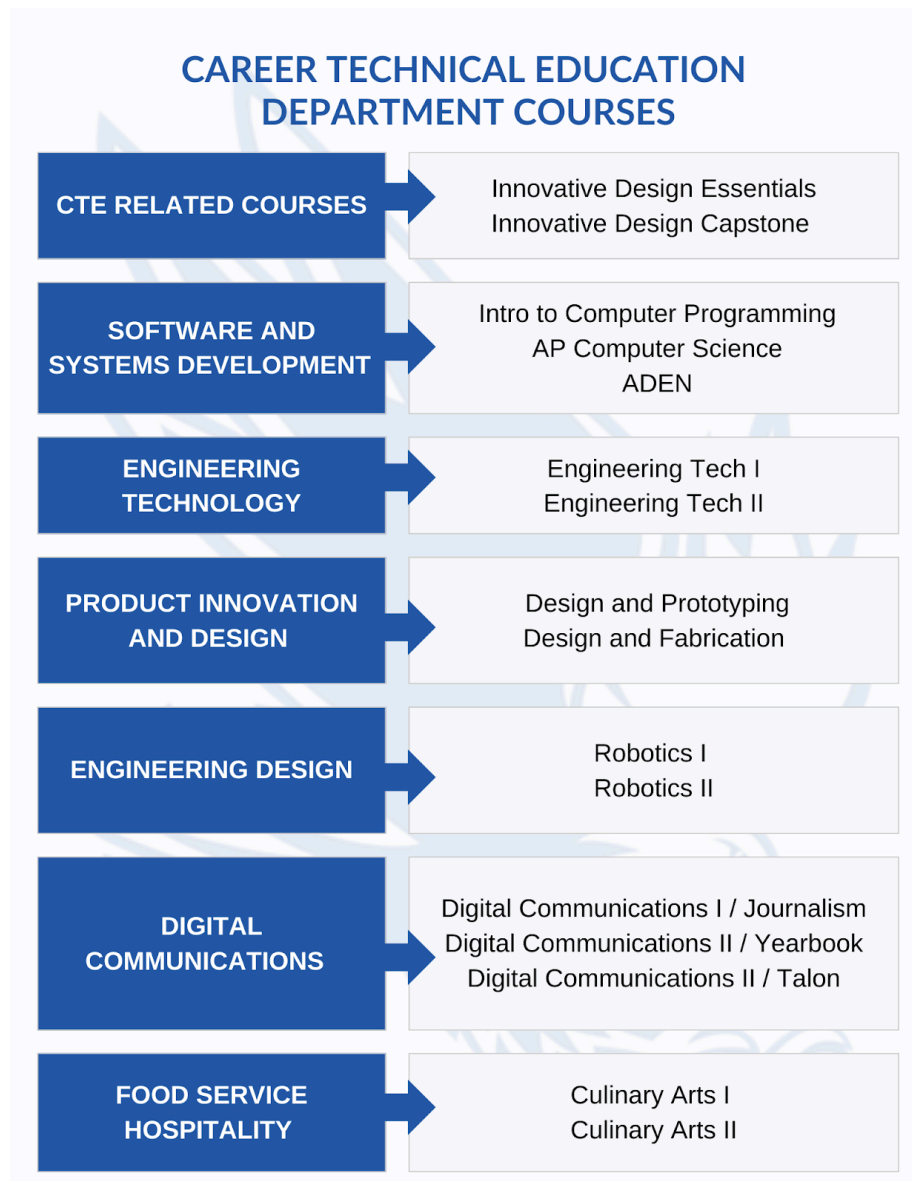 CAREER TECHNICAL EDUCATION
DEPARTMENT COURSES
CTE RELATED COURSES
Innovative Design Essentials
Innovative Design Capstone
SOFTWARE AND
SYSTEMS DEVELOPMENT
Intro to Computer Programming
AP Computer Science
ADEN
ENGINEERING
TECHNOLOGY
Engineering Tech I
Engineering Tech II
PRODUCT INNOVATION
AND DESIGN
Design and Prototyping
Design and Fabrication
ENGINEERING DESIGN
Robotics I
Robotics II
DIGITAL
COMMUNICATIONS
Digital Communications I / Journalism
Digital Communications II / Yearbook
Digital Communications II / Talon
FOOD SERVICE
HOSPITALITY
Culinary Arts I
Culinary Arts II